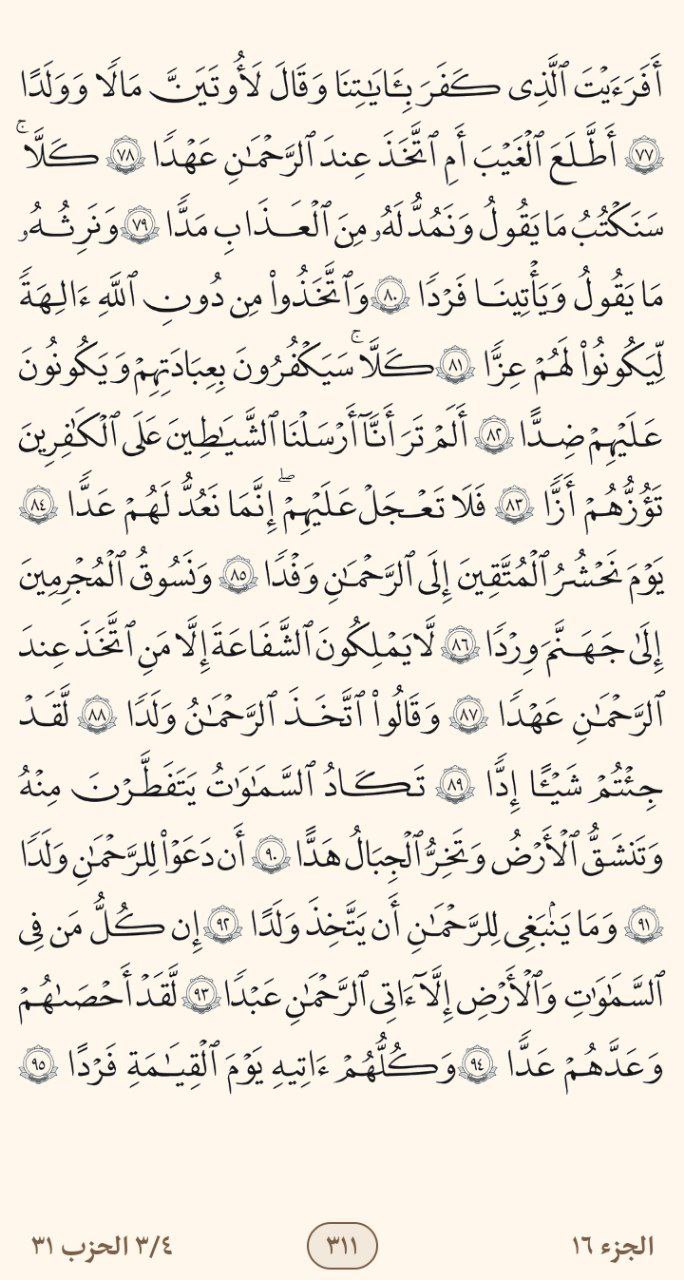 أَفَرَءَيْتَ ٱلَّذِى كَفَرَ بِـَٔايَـٰتِنَا وَقَالَ لَأُوتَيَنَّ مَالًا وَوَلَدًا
٧٧ أَطَّلَعَ ٱلْغَيْبَ أَمِ ٱتَّخَذَ عِندَ ٱلرَّحْمَـٰنِ عَهْدًا ٧٨ كَلَّا ۚ
سَنَكْتُبُ مَا يَقُولُ وَنَمُدُّ لَهُۥ مِنَ ٱلْعَذَابِ مَدًّا ٧٩ وَنَرِثُهُۥ
مَا يَقُولُ وَيَأْتِينَا فَرْدًا ٨٠ وَٱتَّخَذُوا۟ مِن دُونِ ٱللَّهِ ءَالِهَةً
لِّيَكُونُوا۟ لَهُمْ عِزًّا ٨١ كَلَّا ۚ سَيَكْفُرُونَ بِعِبَادَتِهِمْ وَيَكُونُونَ
عَلَيْهِمْ ضِدًّا ٨٢ أَلَمْ تَرَ أَنَّآ أَرْسَلْنَا ٱلشَّيَـٰطِينَ عَلَى ٱلْكَـٰفِرِينَ
تَؤُزُّهُمْ أَزًّا ٨٣ فَلَا تَعْجَلْ عَلَيْهِمْ ۖ إِنَّمَا نَعُدُّ لَهُمْ عَدًّا ٨٤
يَوْمَ نَحْشُرُ ٱلْمُتَّقِينَ إِلَى ٱلرَّحْمَـٰنِ وَفْدًا ٨٥ وَنَسُوقُ ٱلْمُجْرِمِينَ
إِلَىٰ جَهَنَّمَ وِرْدًا ٨٦ لَّا يَمْلِكُونَ ٱلشَّفَـٰعَةَ إِلَّا مَنِ ٱتَّخَذَ عِندَ
ٱلرَّحْمَـٰنِ عَهْدًا ٨٧ وَقَالُوا۟ ٱتَّخَذَ ٱلرَّحْمَـٰنُ وَلَدًا ٨٨ لَّقَدْ
جِئْتُمْ شَيْـًٔا إِدًّا ٨٩ تَكَادُ ٱلسَّمَـٰوَٰتُ يَتَفَطَّرْنَ مِنْهُ
وَتَنشَقُّ ٱلْأَرْضُ وَتَخِرُّ ٱلْجِبَالُ هَدًّا ٩٠ أَن دَعَوْا۟ لِلرَّحْمَـٰنِ وَلَدًا
٩١ وَمَا يَنۢبَغِى لِلرَّحْمَـٰنِ أَن يَتَّخِذَ وَلَدًا ٩٢ إِن كُلُّ مَن فِى
ٱلسَّمَـٰوَٰتِ وَٱلْأَرْضِ إِلَّآ ءَاتِى ٱلرَّحْمَـٰنِ عَبْدًا ٩٣ لَّقَدْ أَحْصَىٰهُمْ
وَعَدَّهُمْ عَدًّا ٩٤ وَكُلُّهُمْ ءَاتِيهِ يَوْمَ ٱلْقِيَـٰمَةِ فَرْدًا ٩٥
الجزء ١٦ ٣١١ ٣/٤ الحزب ٣١